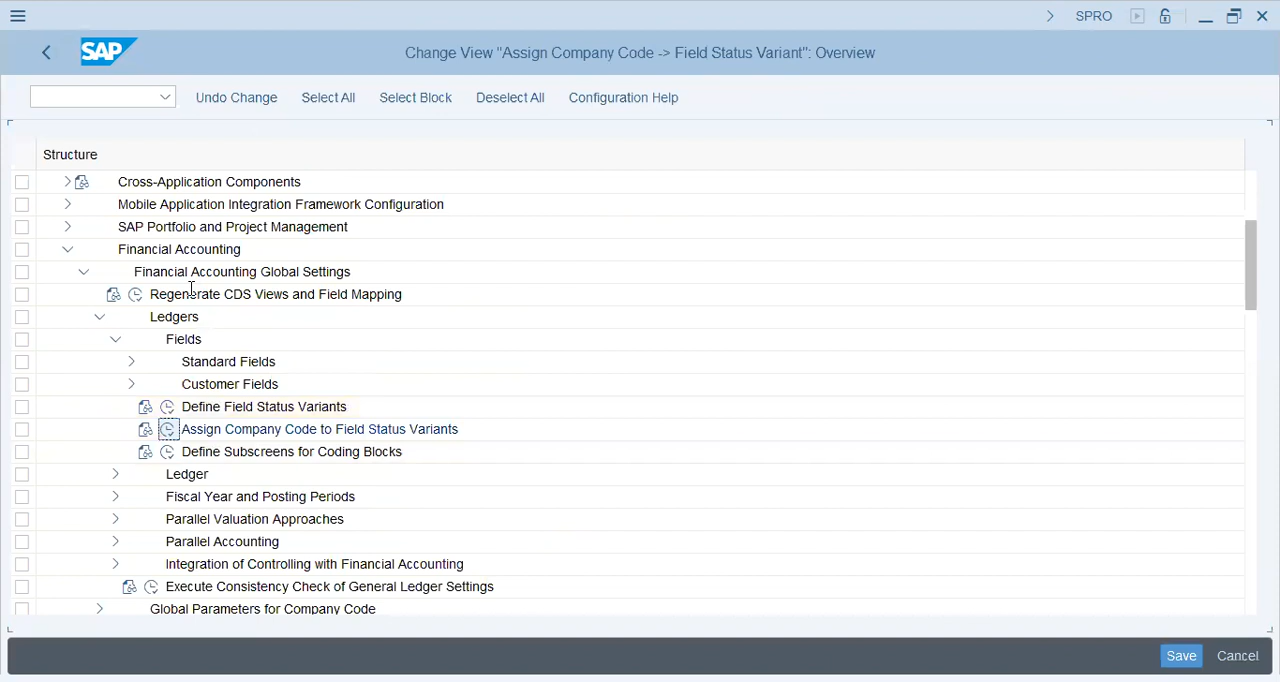 SPRO
SAP
Change View "Assign Company Code -> Field Status Variant": Overview
Undo Change Select All Select Block Deselect All Configuration Help
Structure
Cross-Application Components
Mobile Application Integration Framework Configuration
SAP Portfolio and Project Management
Financial Accounting
Financial Accounting Global Settings
Regenerate CDS Views and Field Mapping
Ledgers
Fields
Standard Fields
Customer Fields
Define Field Status Variants
Assign Company Code to Field Status Variants
Define Subscreens for Coding Blocks
Ledger
Fiscal Year and Posting Periods
Parallel Valuation Approaches
Parallel Accounting
Integration of Controlling with Financial Accounting
Execute Consistency Check of General Ledger Settings
Global Parameters for Company Code
Save Cancel